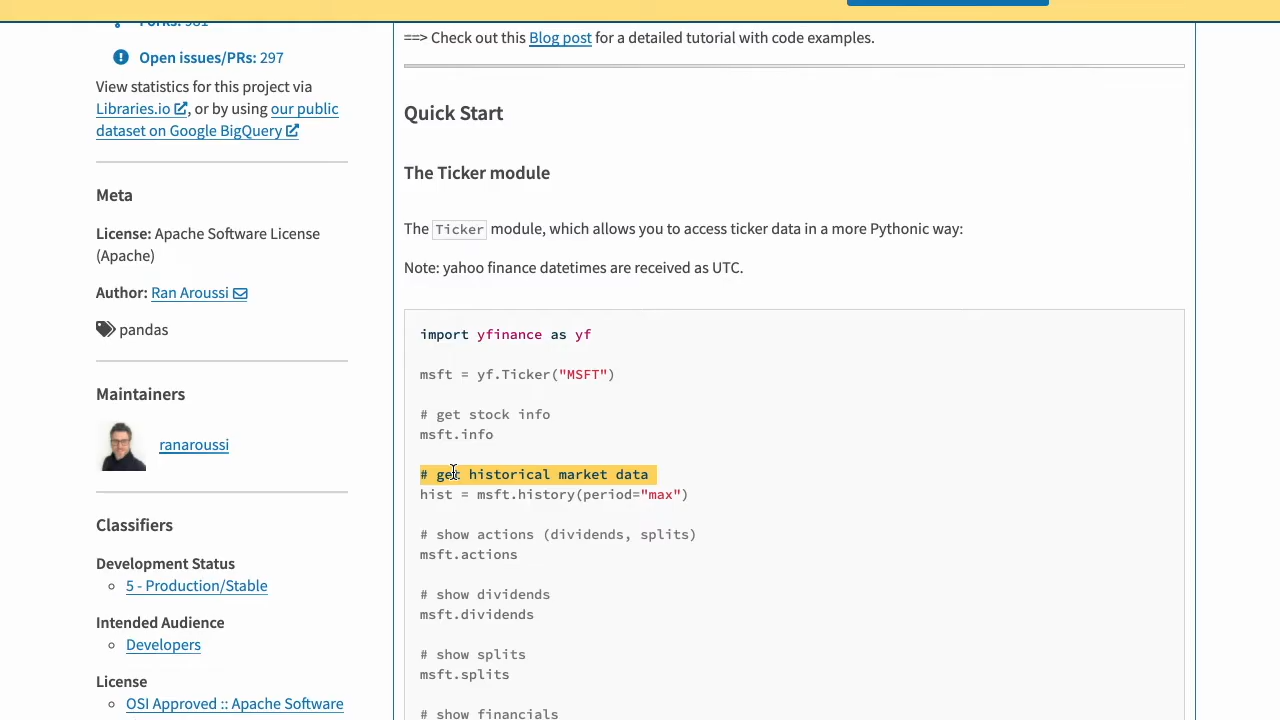 Open issues/PRs: 297
View statistics for this project via
Libraries.io, or by using our public
dataset on Google BigQuery
Meta
License: Apache Software License
(Apache)
Author: Ran Aroussi
pandas
Maintainers
ranaroussi
Classifiers
Development Status
5 - Production/Stable
Intended Audience
Developers
License
OSI Approved :: Apache Software
==> Check out this Blog post for a detailed tutorial with code examples.
Quick Start
The Ticker module
The Ticker module, which allows you to access ticker data in a more Pythonic way:
Note: yahoo finance datetimes are received as UTC.
import yfinance as yf
msft = yf.Ticker("MSFT")
# get stock info
msft.info
# get historical market data
hist = msft.history(period="max")
# show actions (dividends, splits)
msft.actions
# show dividends
msft.dividends
# show splits
msft.splits
# show financials